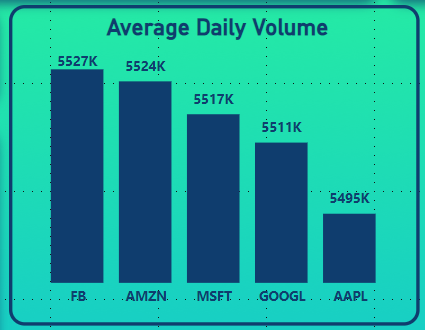 Average Daily Volume
5527K
5524K
5517K
5511K
5495K
FB AMZN MSFT GOOGL AAPL